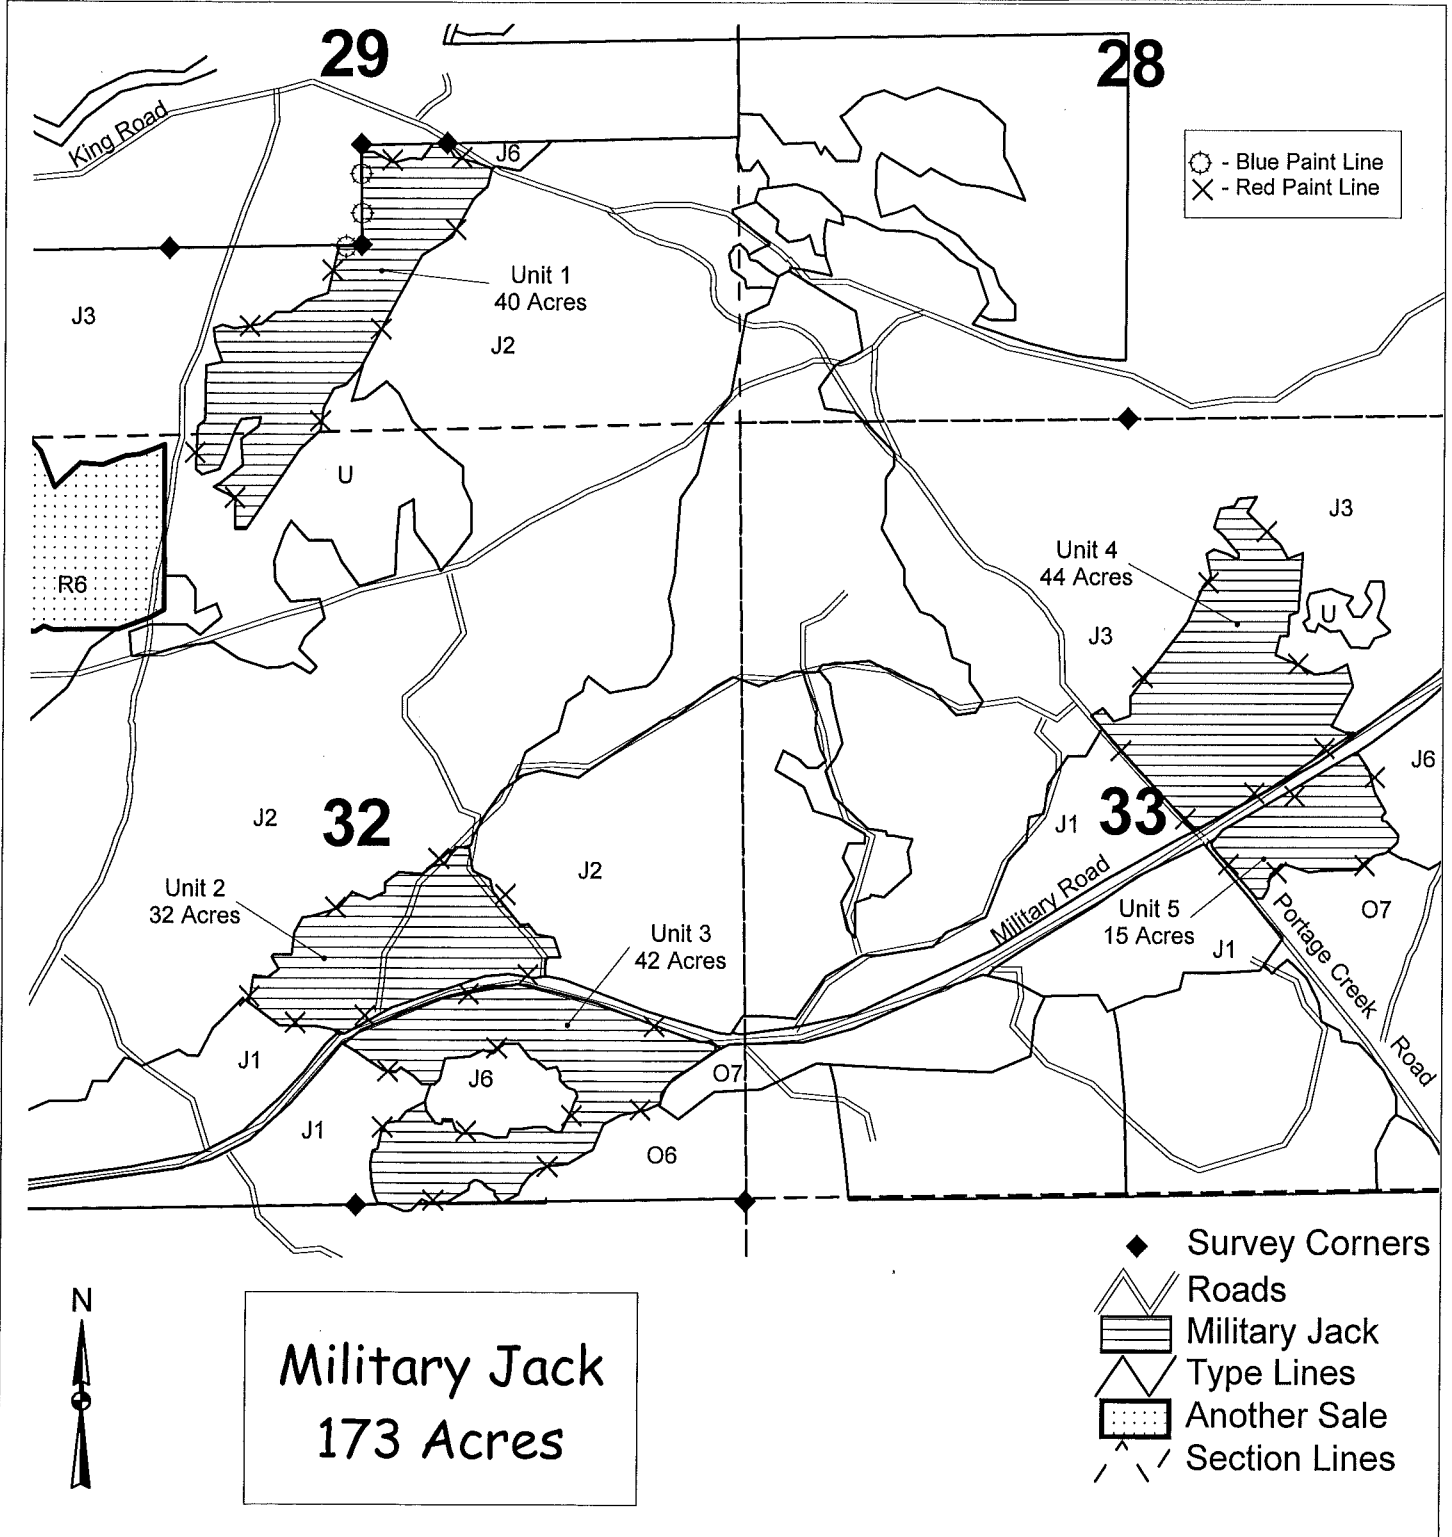 29
28
King Road
J6
- Blue Paint Line
- Red Paint Line
Unit 1
40 Acres
J3
J2
U
J3
R6
Unit 4
44 Acres
U
J3
J6
J2
32
J1
33
J2
Military Road
Unit 2
32 Acres
Unit 3
42 Acres
Unit 5
15 Acres
O7
J1
Portage Creek Road
J1
J6
O7
J1
O6
Survey Corners
Roads
Military Jack
Type Lines
Another Sale
Section Lines
N
Military Jack
173 Acres